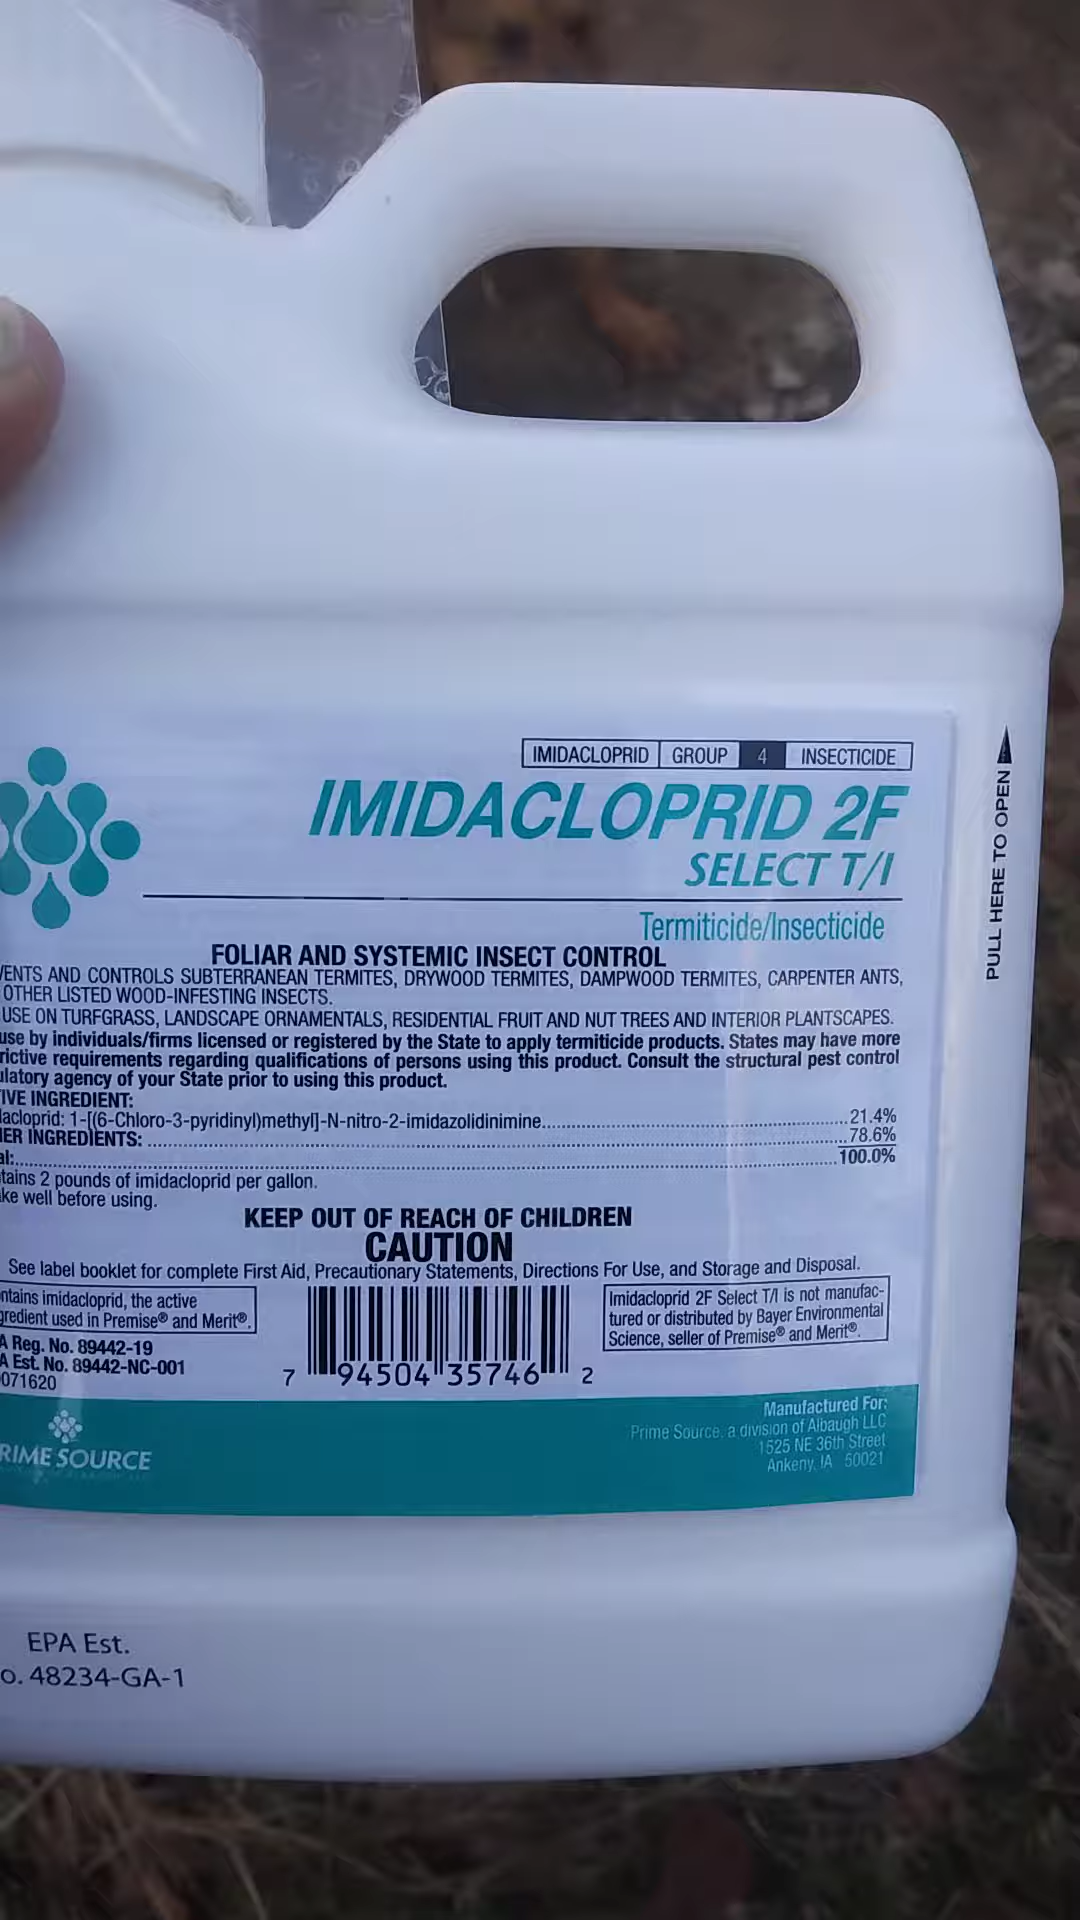 IMIDACLOPRID GROUP 4 INSECTICIDE
IMIDACLOPRID 2F
SELECT T/I
Termiticide/Insecticide
FOLIAR AND SYSTEMIC INSECT CONTROL
VENTS AND CONTROLS SUBTERRANEAN TERMITES, DRYWOOD TERMITES, DAMPWOOD TERMITES, CARPENTER ANTS,
OTHER LISTED WOOD-INFESTING INSECTS.
USE ON TURFGRASS, LANDSCAPE ORNAMENTALS, RESIDENTIAL FRUIT AND NUT TREES AND INTERIOR PLANTSCAPES.
use by individuals/firms licensed or registered by the State to apply termiticide products. States may have more
rictive requirements regarding qualifications of persons using this product. Consult the structural pest control
ulatory agency of your State prior to using this product.
IVE INGREDIENT:
dacloprid: 1-[(6-Chloro-3-pyridinyl)methyl]-N-nitro-2-imidazolidinimine...21.4%
ER INGREDIENTS: ...78.6%
al:...100.0%
tains 2 pounds of imidacloprid per gallon.
ke well before using.
KEEP OUT OF REACH OF CHILDREN
CAUTION
See label booklet for complete First Aid, Precautionary Statements, Directions For Use, and Storage and Disposal.
ntains imidacloprid, the active
gredient used in Premise® and Merit®.
A Reg. No. 89442-19
A Est. No. 89442-NC-001
071620
7 94504 35746 2
Imidacloprid 2F Select T/I is not manufac-
tured or distributed by Bayer Environmental
Science, seller of Premise® and Merit®.
RIME SOURCE
Manufactured For:
Prime Source, a division of Albaugh LLC
1525 NE 36th Street
Ankeny, IA 50021
PULL HERE TO OPEN
EPA Est.
o. 48234-GA-1